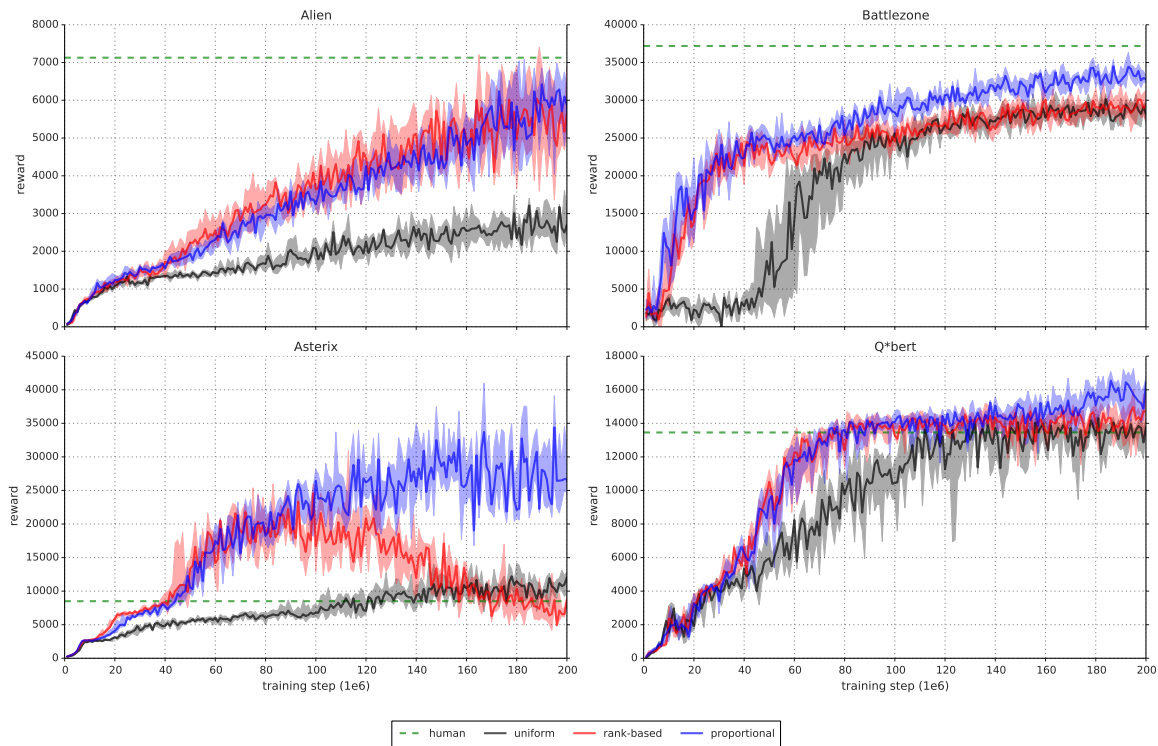 Alien
8000
7000
6000
5000
4000
3000
2000
1000
0
reward
Battlezone
40000
35000
30000
25000
20000
15000
10000
5000
0
reward
Asterix
45000
40000
35000
30000
25000
20000
15000
10000
5000
0
reward
0 20 40 60 80 100 120 140 160 180 200
training step (1e6)
Q*bert
18000
16000
14000
12000
10000
8000
6000
4000
2000
0
reward
0 20 40 60 80 100 120 140 160 180 200
training step (1e6)
human uniform rank-based proportional